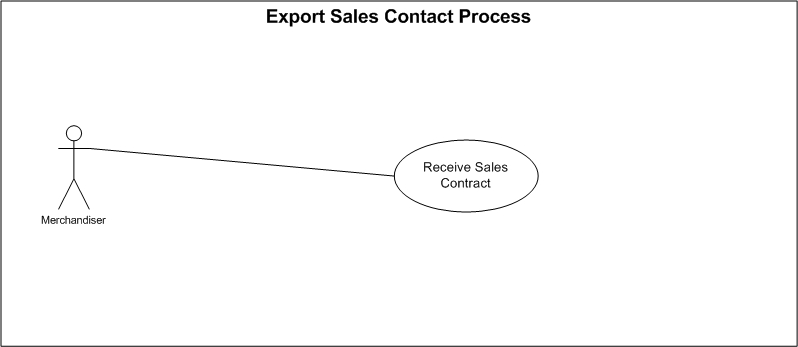 Export Sales Contact Process
Receive Sales
Contract
Merchandiser